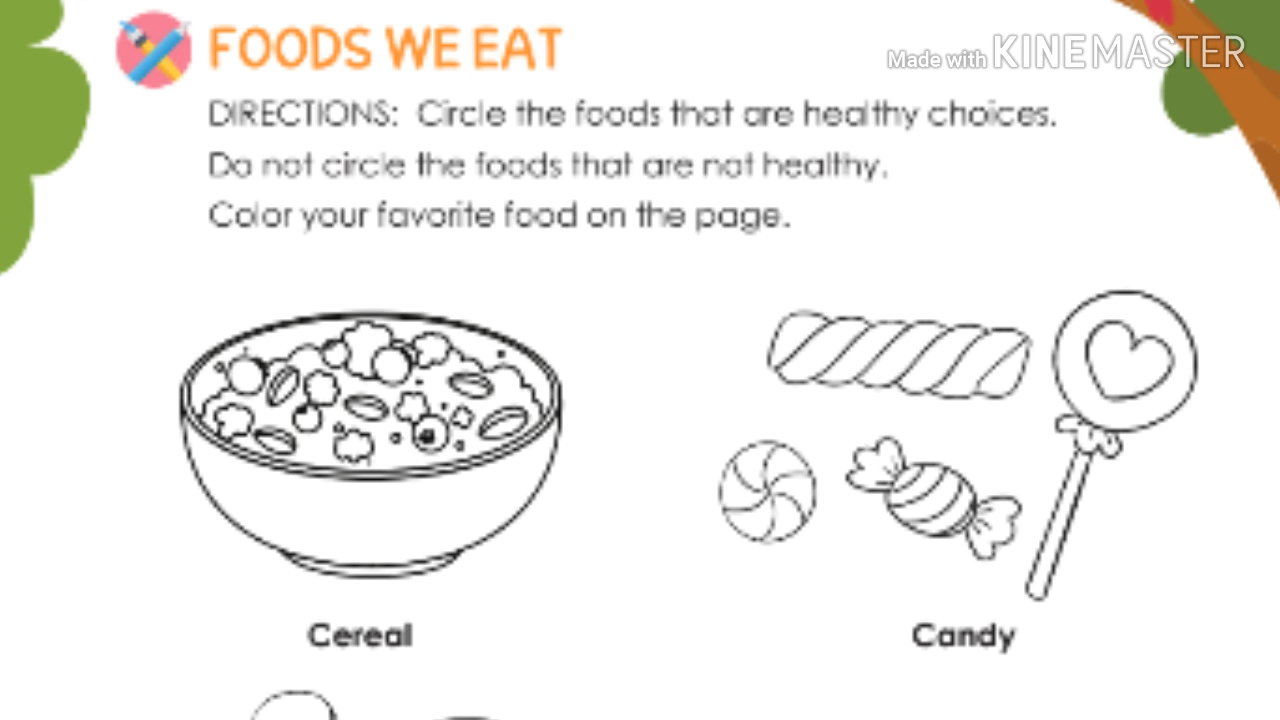 FOODS WE EAT
Made with KINEMASTER
DIRECTIONS: Circle the foods that are healthy choices.
Do not circle the foods that are not healthy.
Color your favorite food on the page.
Cereal
Candy